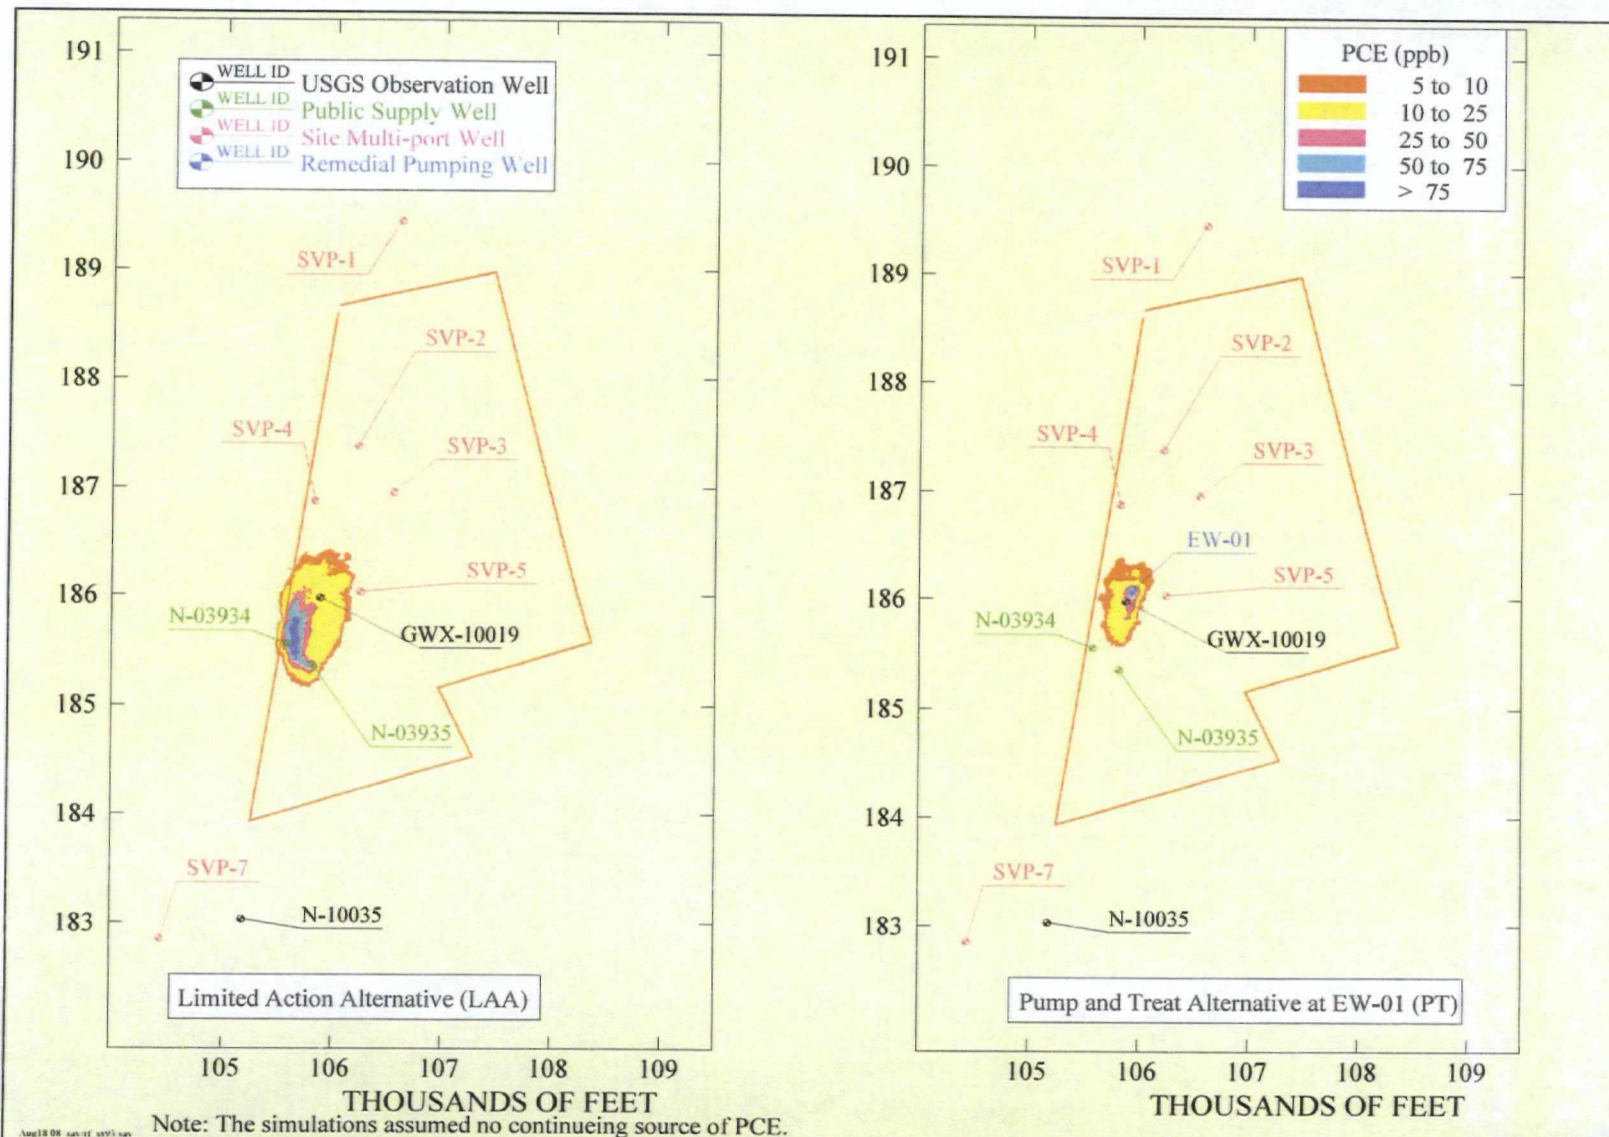 191
190
189
188
187
186
185
184
183
WELL ID USGS Observation Well
WELL ID Public Supply Well
WELL ID Site Multi-port Well
WELL ID Remedial Pumping Well
SVP-1
SVP-2
SVP-4
SVP-3
SVP-5
N-03934
GWX-10019
N-03935
SVP-7
N-10035
Limited Action Alternative (LAA)
105 106 107 108 109
THOUSANDS OF FEET
191
190
189
188
187
186
185
184
183
PCE (ppb)
5 to 10
10 to 25
25 to 50
50 to 75
> 75
SVP-1
SVP-2
SVP-4
SVP-3
EW-01
SVP-5
N-03934
GWX-10019
N-03935
SVP-7
N-10035
Pump and Treat Alternative at EW-01 (PT)
105 106 107 108 109
THOUSANDS OF FEET
Note: The simulations assumed no continueing source of PCE.